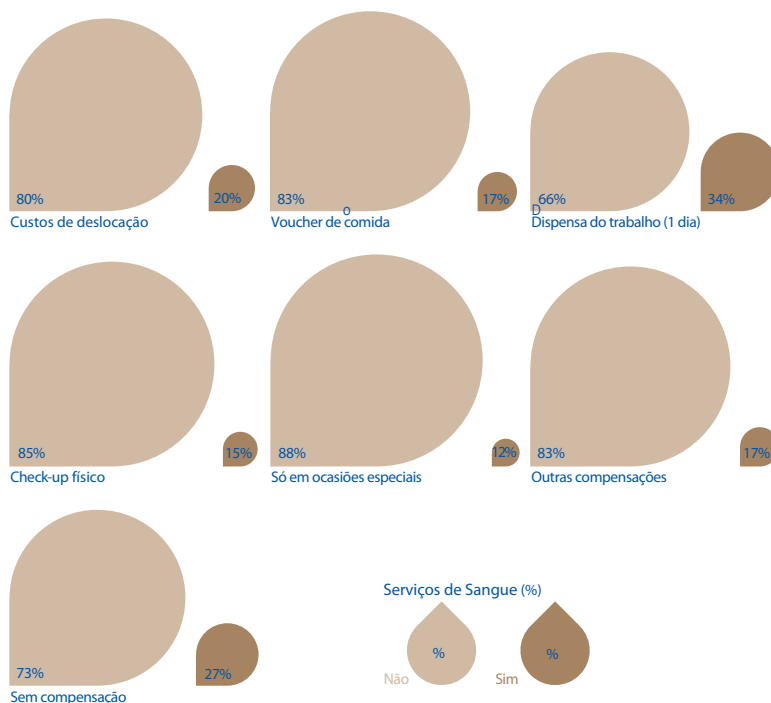 80%
20%
Custos de deslocação
83%
17%
o
Voucher de comida
66%
34%
D
Dispensa do trabalho (1 dia)
85%
15%
Check-up físico
88%
12%
Só em ocasiões especiais
83%
17%
Outras compensações
73%
27%
Sem compensação
Serviços de Sangue (%)
%
%
Não
Sim